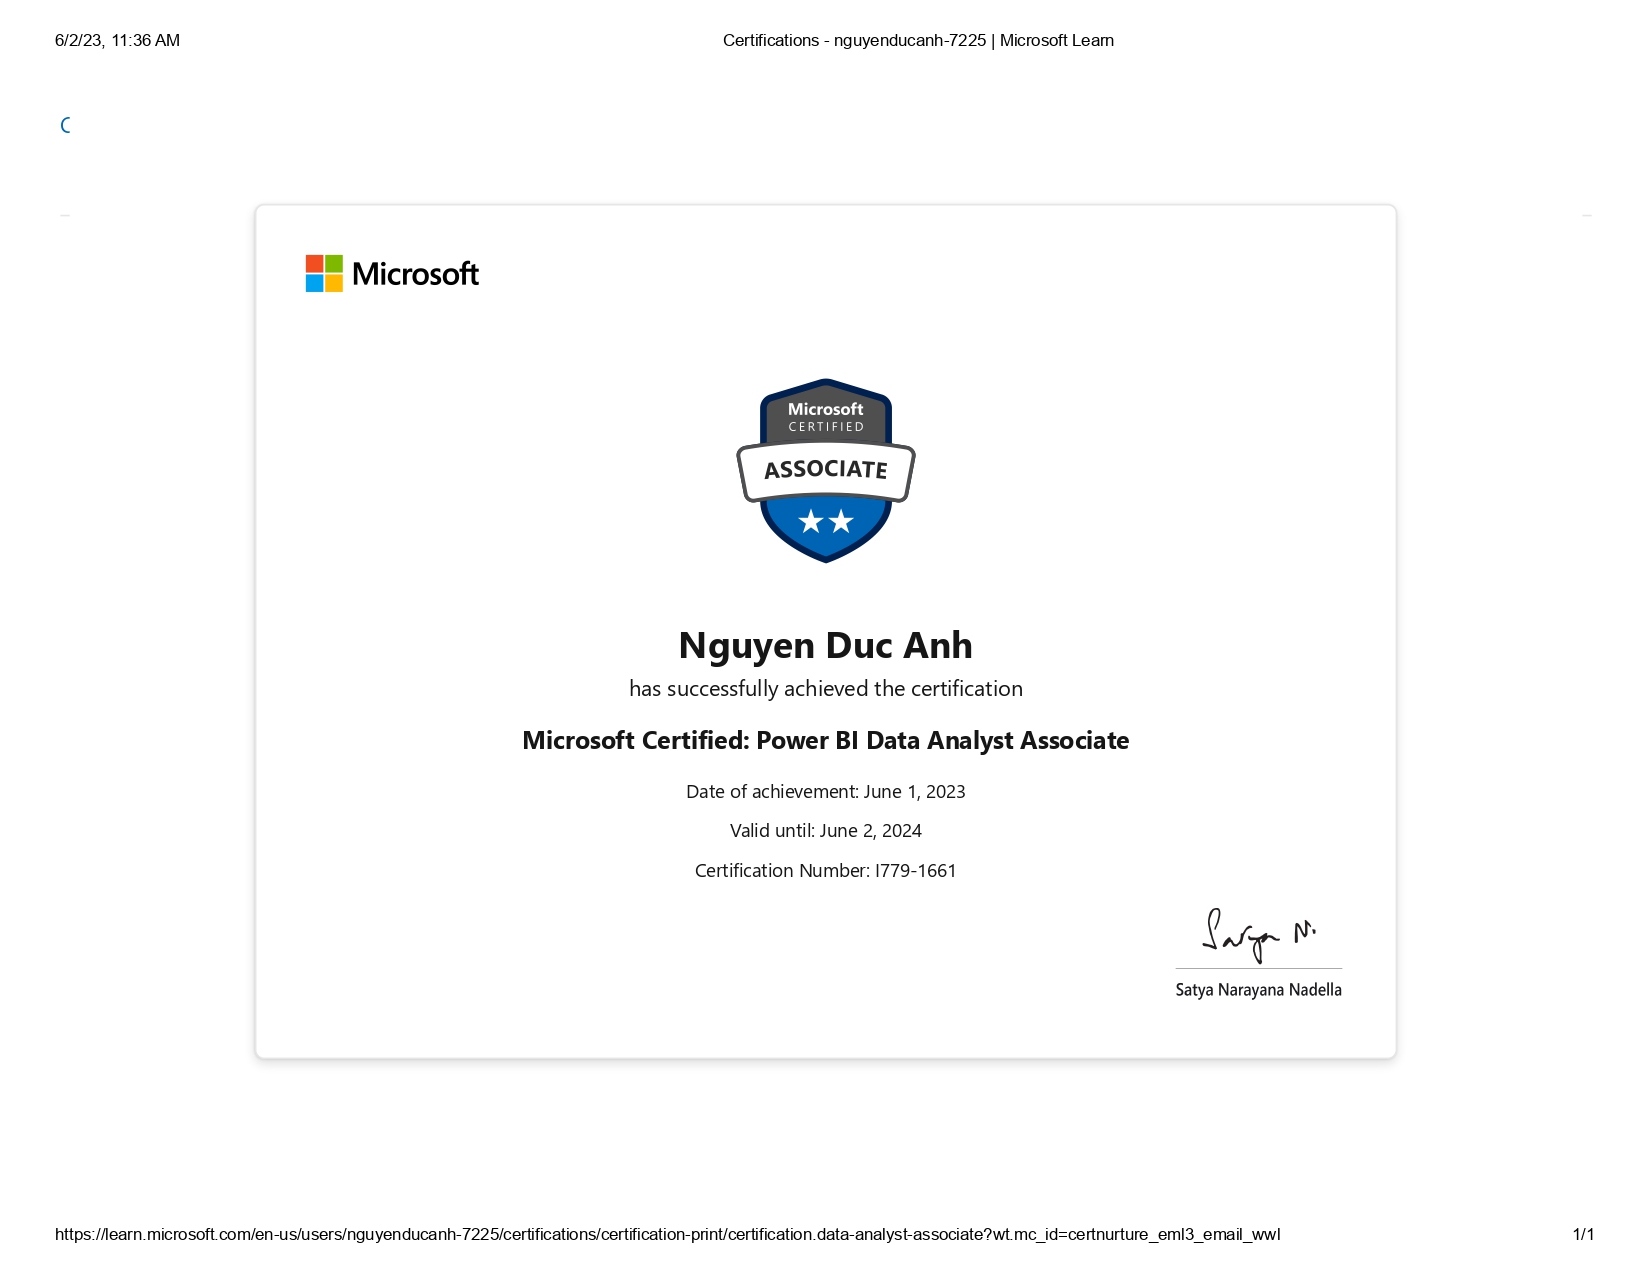 6/2/23, 11:36 AM
Certifications - nguyenducanh-7225 | Microsoft Learn
Microsoft
Microsoft
CERTIFIED
ASSOCIATE
Nguyen Duc Anh
has successfully achieved the certification
Microsoft Certified: Power BI Data Analyst Associate
Date of achievement: June 1, 2023
Valid until: June 2, 2024
Certification Number: I779-1661
Satya N.
Satya Narayana Nadella
https://learn.microsoft.com/en-us/users/nguyenducanh-7225/certifications/certification-print/certification.data-analyst-associate?wt.mc_id=certnurture_eml3_email_wwl
1/1